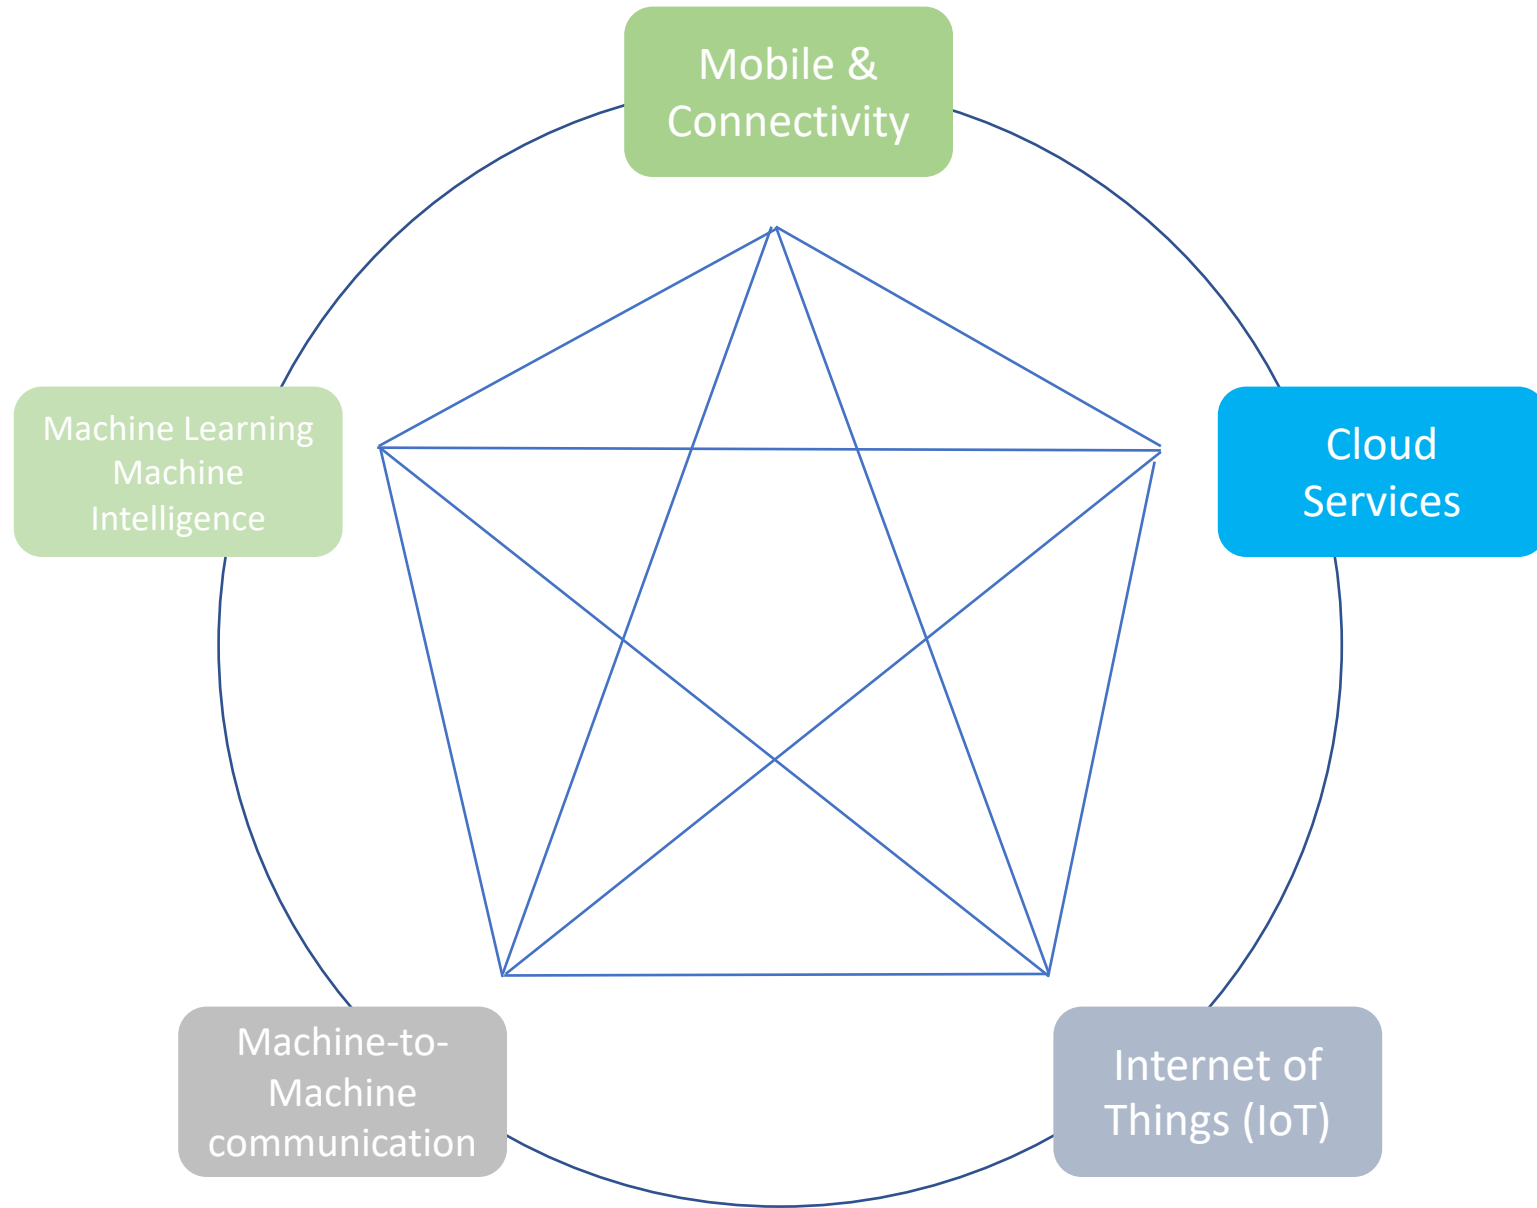 Mobile &
Connectivity
Machine Learning
Machine
Intelligence
Cloud
Services
Machine-to-
Machine
communication
Internet of
Things (IoT)